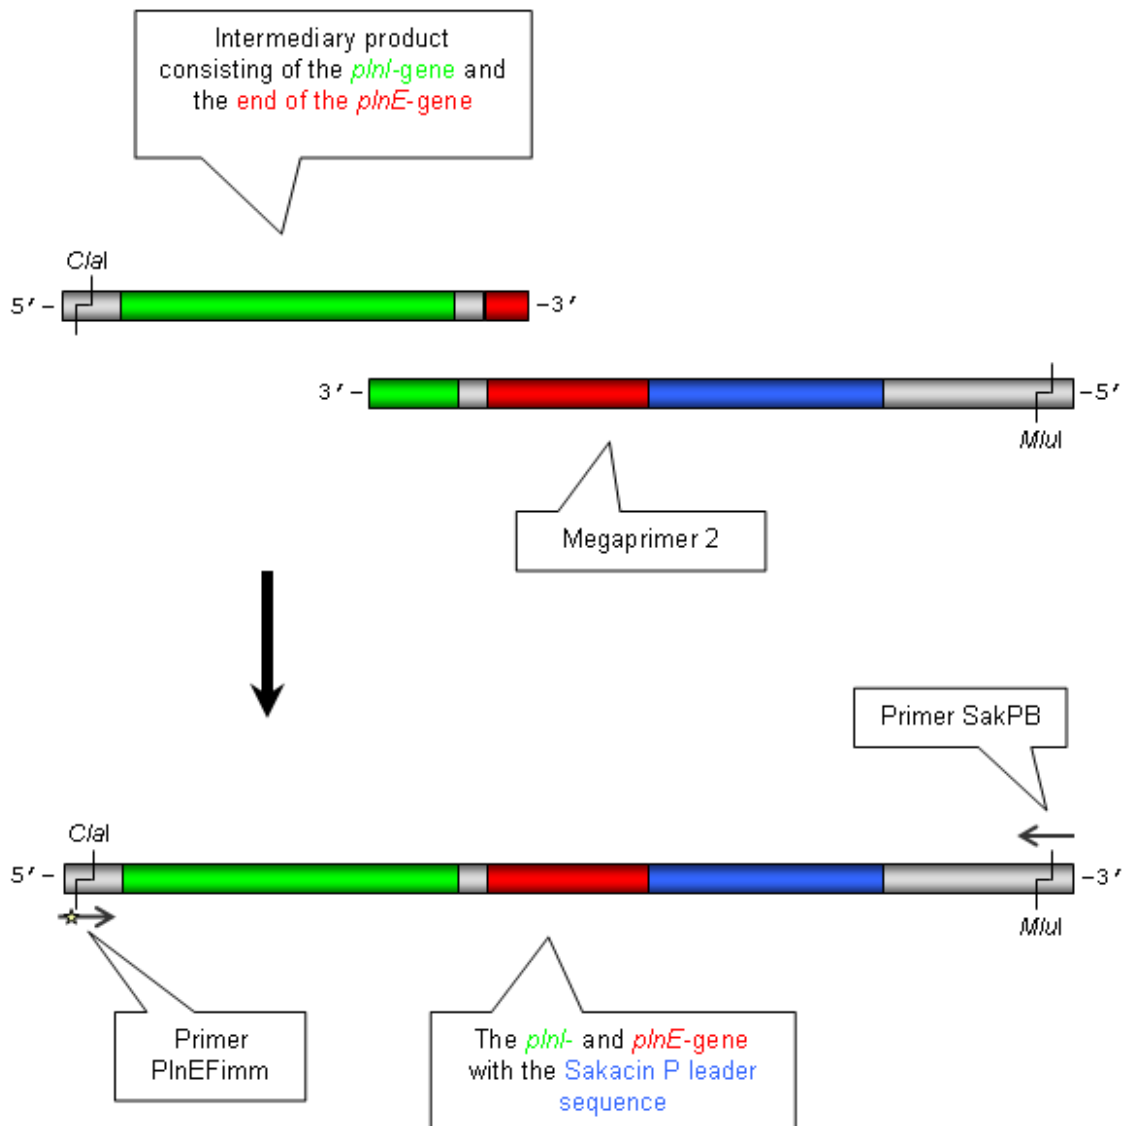 Intermediary product
consisting of the plnI-gene and
the end of the plnE-gene
ClaI
5’ –
–3’
3’ –
–5’
MluI
Megaprimer 2
Primer SakPB
ClaI
5’ –
–3’
MluI
Primer
PlnEFimm
The plnI- and plnE-gene
with the Sakacin P leader
sequence